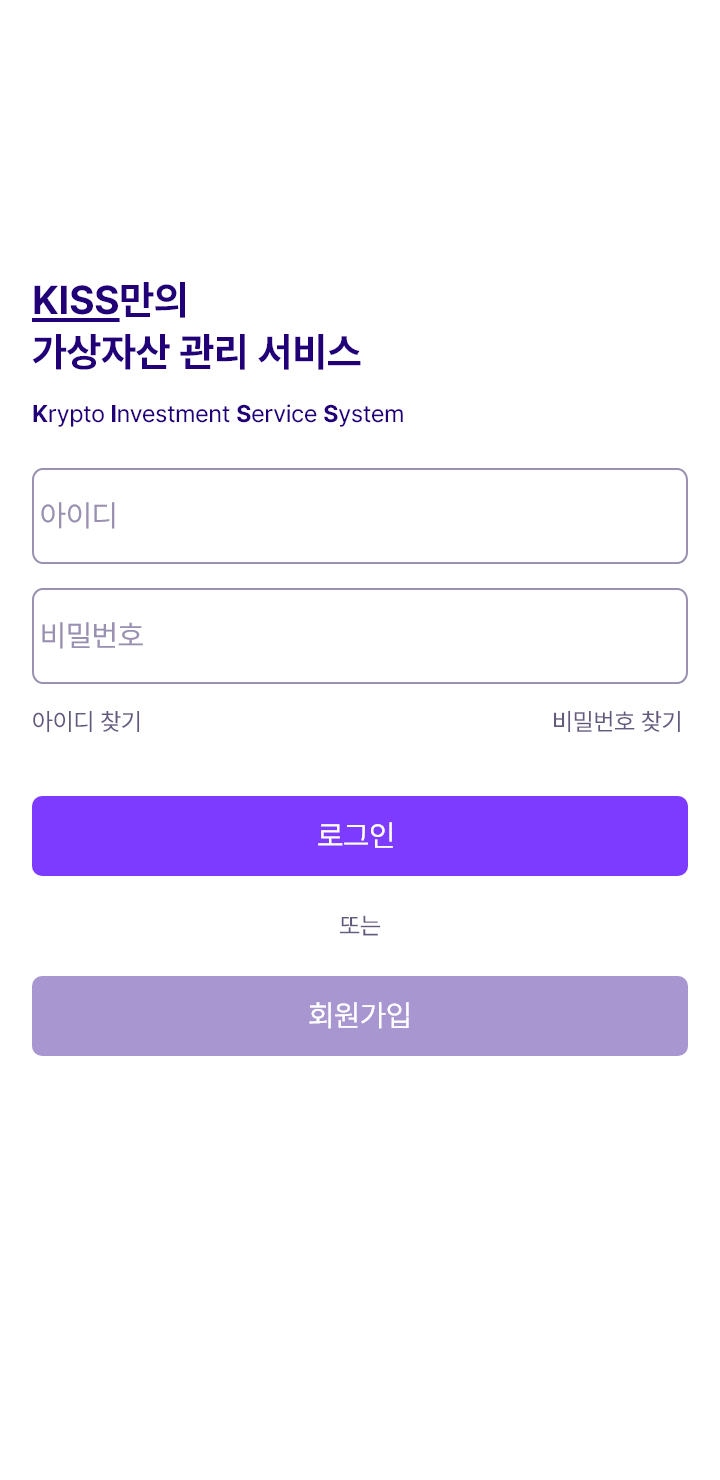 KISS만의
가상자산 관리 서비스
Krypto Investment Service System
아이디
비밀번호
아이디 찾기 비밀번호 찾기
로그인
또는
회원가입